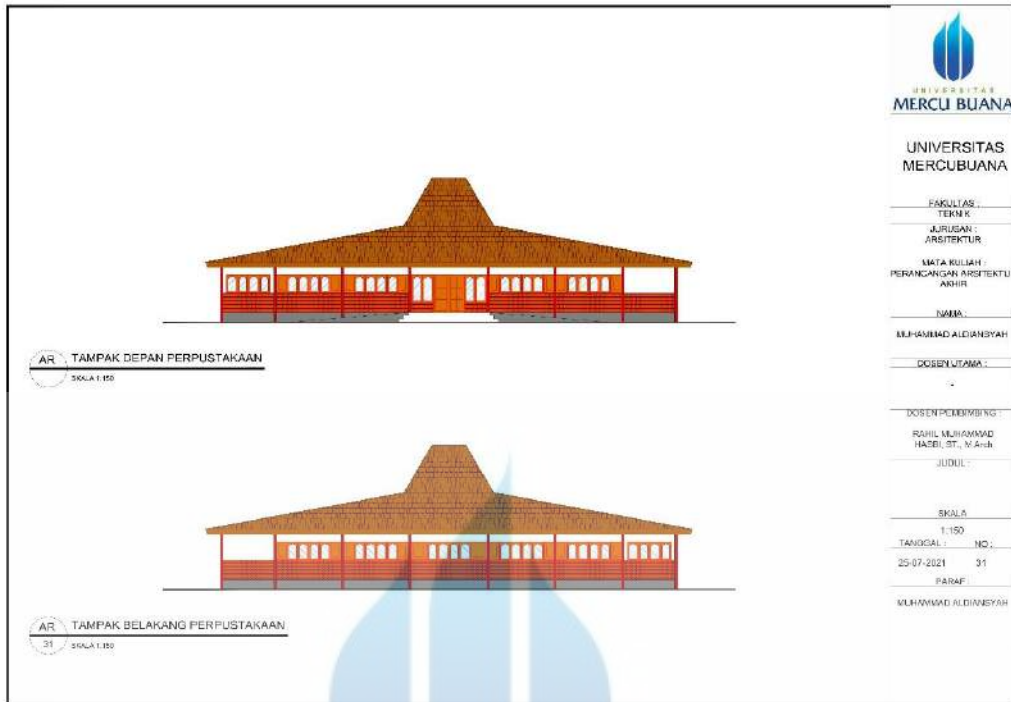 AR
TAMPAK DEPAN PERPUSTAKAAN
SKALA 1:150
AR
31
TAMPAK BELAKANG PERPUSTAKAAN
SKALA 1:150
UNIVERSITAS
MERCU BUANA
UNIVERSITAS
MERCUBUANA
FAKULTAS :
TEKNIK
JURUSAN :
ARSITEKTUR
MATA KULIAH :
PERANCANGAN ARSITEKTU
AKHIR
NAMA :
MUHAMMAD ALDIANSYAH
DOSEN UTAMA :
-
DOSEN PEMBIMBING :
RAHIL MUHAMMAD
HASBI, ST., M.Arch
JUDUL :
SKALA
1:150
TANGGAL : NO :
25-07-2021 31
PARAF :
MUHAMMAD ALDIANSYAH